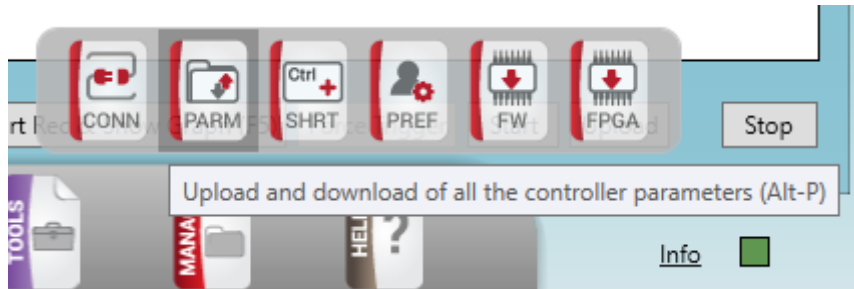 Ctrl
CONN PARM SHRT PREF FW FPGA
Stop
Upload and download of all the controller parameters (Alt-P)
TOOLS
MANA
HEL
?
Info